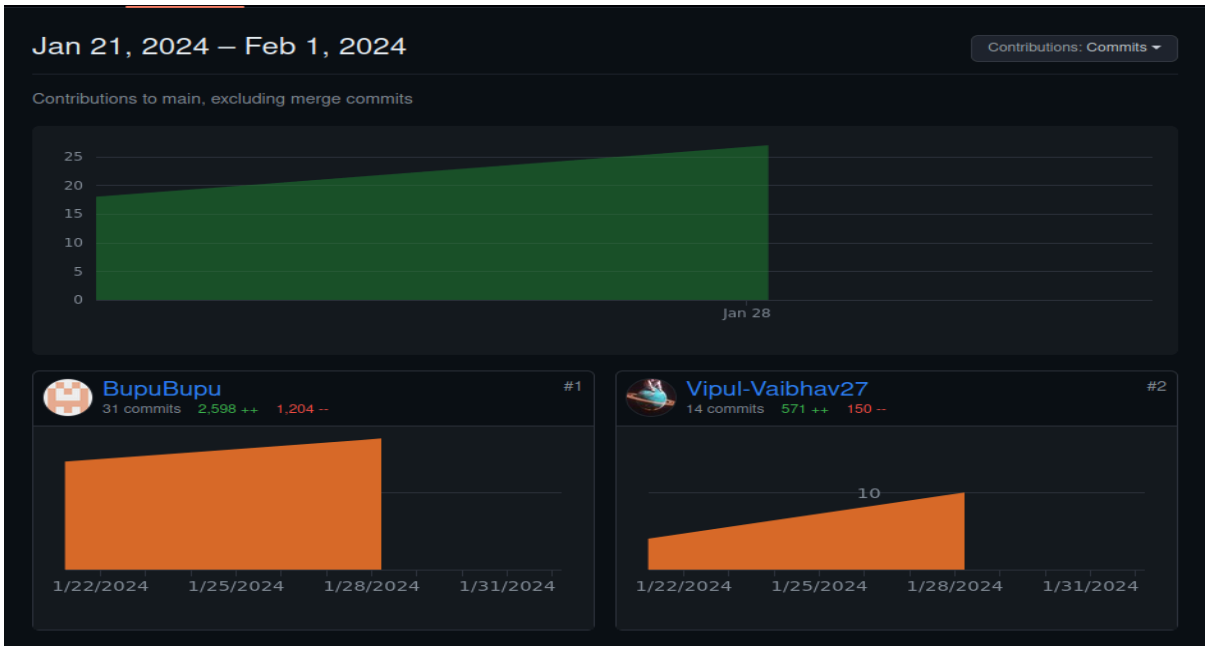 Jan 21, 2024 – Feb 1, 2024
Contributions: Commits
Contributions to main, excluding merge commits
25
20
15
10
5
0
Jan 28
BupuBupu
#1
31 commits 2,598 ++ 1,204 --
1/22/2024 1/25/2024 1/28/2024 1/31/2024
Vipul-Vaibhav27
#2
14 commits 571 ++ 150 --
10
1/22/2024 1/25/2024 1/28/2024 1/31/2024